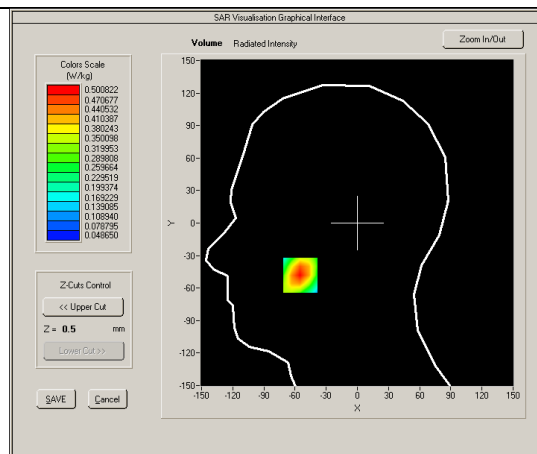 SAR Visualisation Graphical Interface
Volume Radiated Intensity
Zoom In/Out
Colors Scale
(W/kg)
0.500822
0.470677
0.440532
0.410387
0.380243
0.350098
0.319953
0.289808
0.259664
0.229519
0.199374
0.169229
0.139085
0.108940
0.078795
0.048650
Z-Cuts Control
<< Upper Cut
Z = 0.5 mm
Lower Cut >>
SAVE
Cancel
150
120
90
60
30
0
-30
-60
-90
-120
-150
Y
-150 -120 -90 -60 -30 0 30 60 90 120 150
X